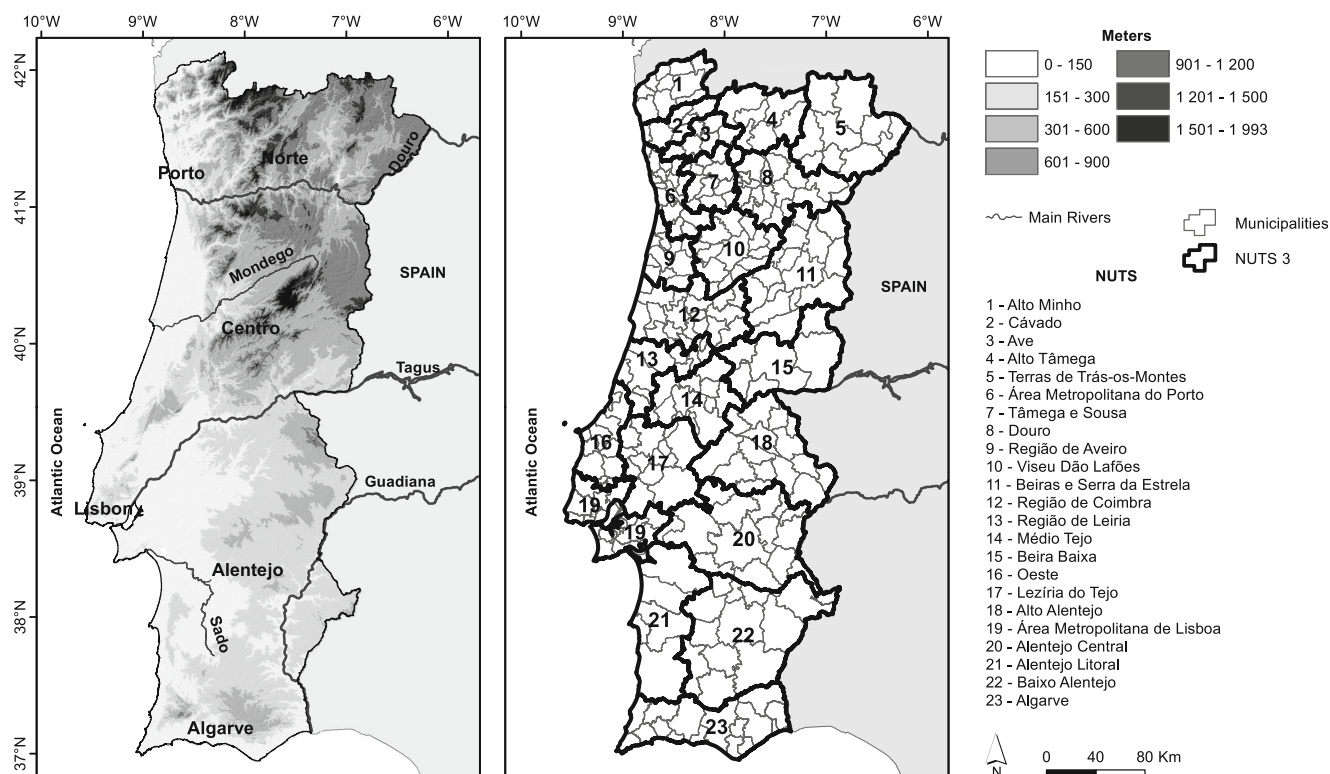 10°W 9°W 8°W 7°W 6°W
10°W 9°W 8°W 7°W 6°W
42°N
41°N
40°N
39°N
38°N
37°N
Norte
Porto
Douro
Mondego
SPAIN
Centro
Tagus
Atlantic Ocean
Guadiana
Lisbon
Alentejo
Sado
Algarve
1
2
3
4
5
6
7
8
9
10
11
SPAIN
12
13
14
15
16
17
18
Atlantic Ocean
19
19
20
21
22
23
Meters
0 - 150
901 - 1 200
151 - 300
1 201 - 1 500
301 - 600
1 501 - 1 993
601 - 900
Main Rivers
Municipalities
NUTS 3
NUTS
1 - Alto Minho
2 - Cávado
3 - Ave
4 - Alto Tâmega
5 - Terras de Trás-os-Montes
6 - Área Metropolitana do Porto
7 - Tâmega e Sousa
8 - Douro
9 - Região de Aveiro
10 - Viseu Dão Lafões
11 - Beiras e Serra da Estrela
12 - Região de Coimbra
13 - Região de Leiria
14 - Médio Tejo
15 - Beira Baixa
16 - Oeste
17 - Lezíria do Tejo
18 - Alto Alentejo
19 - Área Metropolitana de Lisboa
20 - Alentejo Central
21 - Alentejo Litoral
22 - Baixo Alentejo
23 - Algarve
N
0 40 80 Km